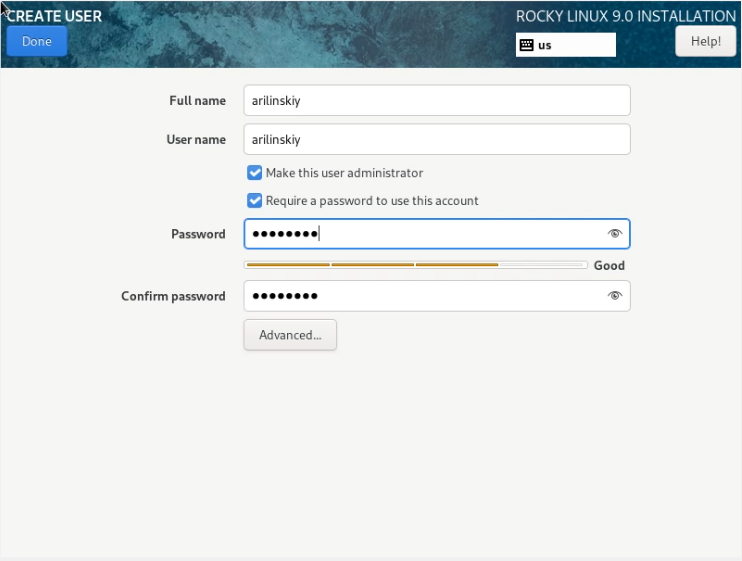 CREATE USER
ROCKY LINUX 9.0 INSTALLATION
Done
us
Help!
Full name
arilinskiy
User name
arilinskiy
Make this user administrator
Require a password to use this account
Password
●●●●●●●●
Good
Confirm password
●●●●●●●●
Advanced...